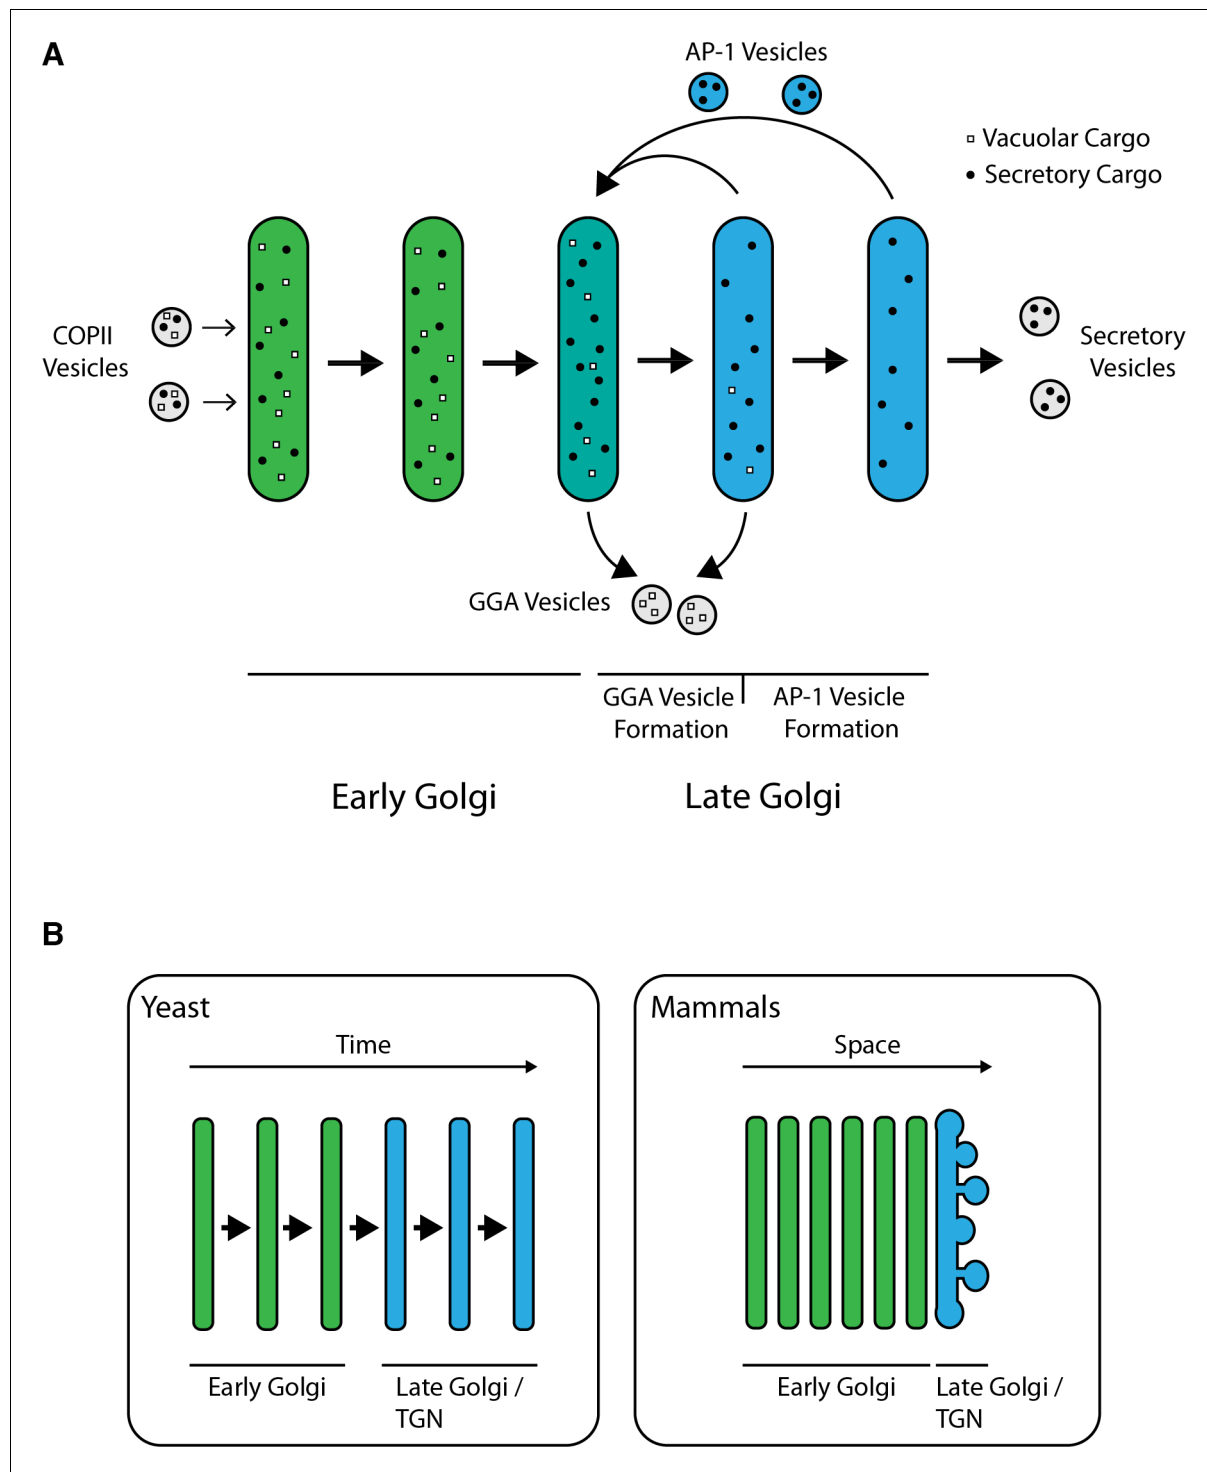 A
AP-1 Vesicles
Vacuolar Cargo
Secretory Cargo
COPII
Vesicles
Secretory
Vesicles
GGA Vesicles
GGA Vesicle
Formation
AP-1 Vesicle
Formation
Early Golgi
Late Golgi
B
Yeast
Time
Early Golgi
Late Golgi /
TGN
Mammals
Space
Early Golgi
Late Golgi /
TGN